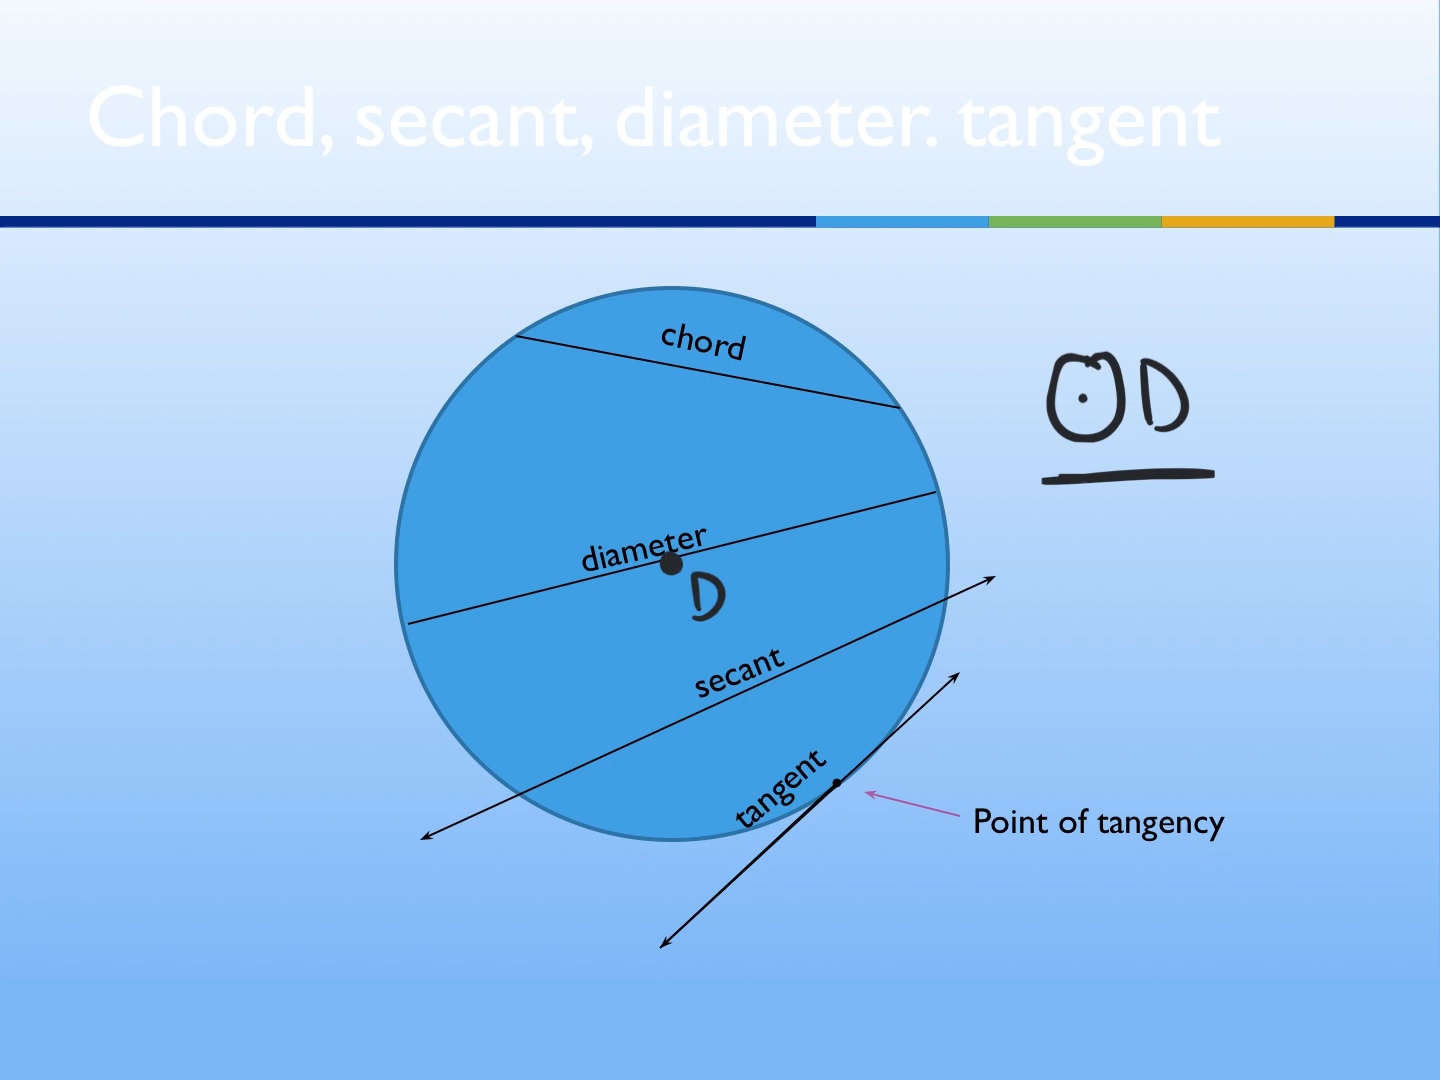 Chord, secant, diameter. tangent
chord
⊙D
diameter
D
secant
tangent
Point of tangency